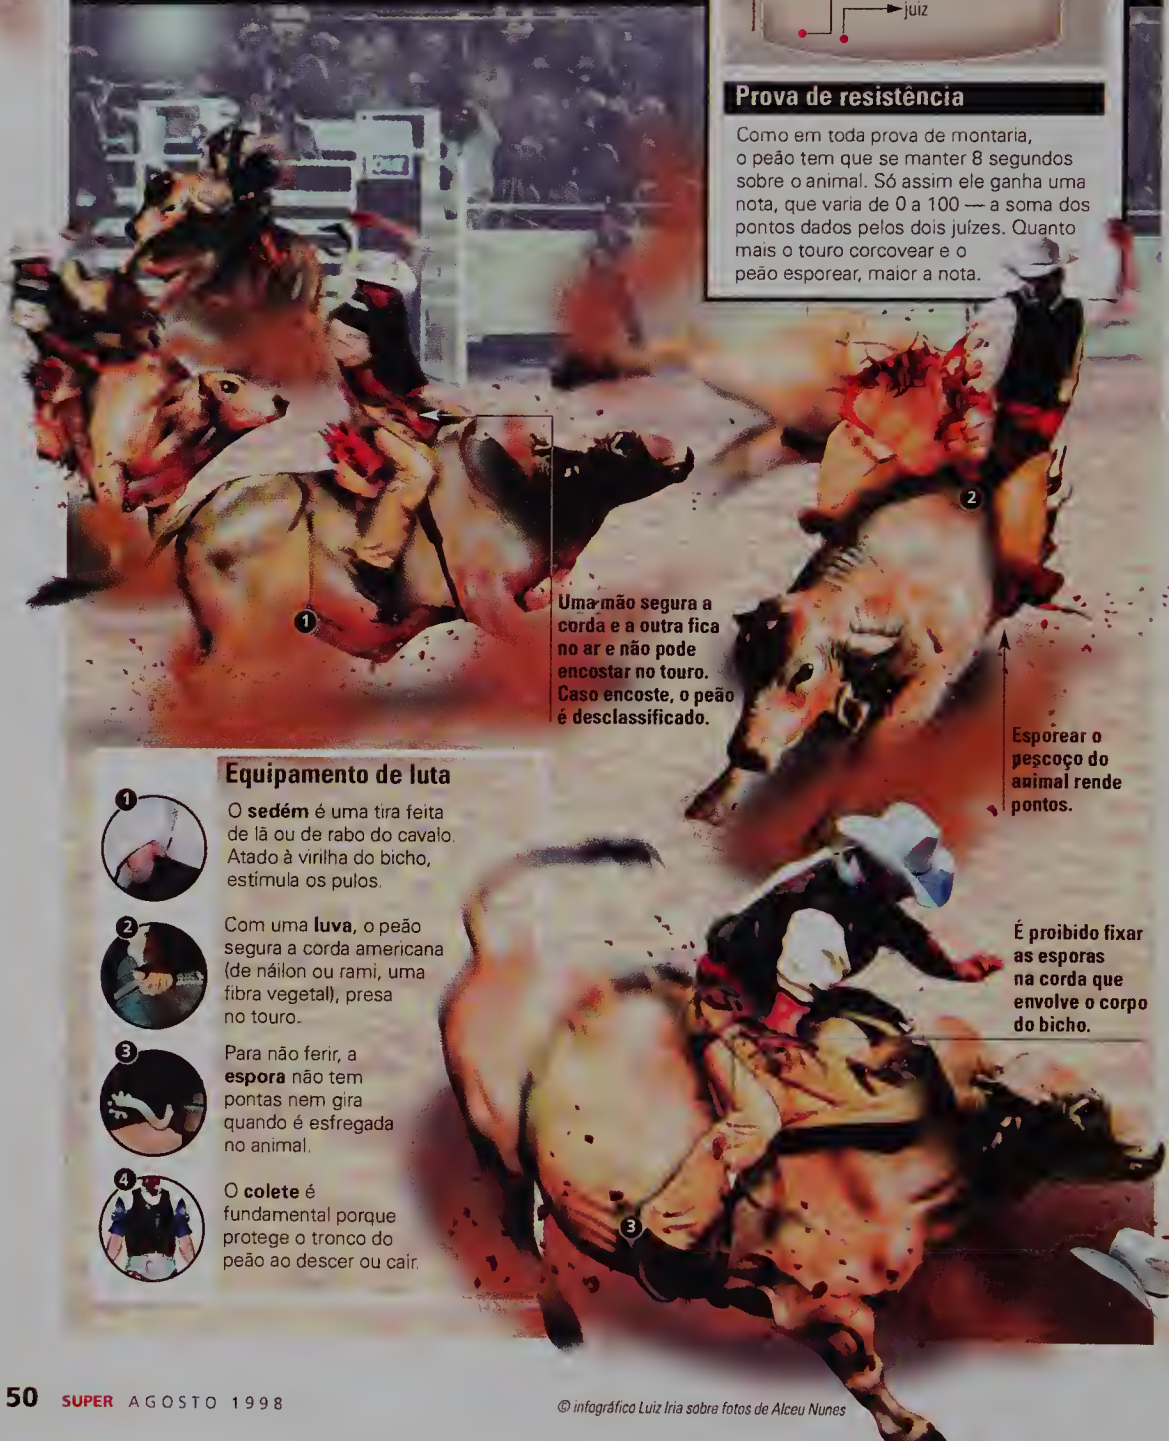 juiz
Prova de resistência
Como em toda prova de montaria,
o peão tem que se manter 8 segundos
sobre o animal. Só assim ele ganha uma
nota, que varia de 0 a 100 — a soma dos
pontos dados pelos dois juízes. Quanto
mais o touro corcovear e o
peão esporear, maior a nota.
2
1
Uma mão segura a
corda e a outra fica
no ar e não pode
encostar no touro.
Caso encoste, o peão
é desclassificado.
Esporear o
pescoço do
animal rende
pontos.
Equipamento de luta
1
O sedém é uma tira feita
de lã ou de rabo do cavalo.
Atado à virilha do bicho,
estimula os pulos.
2
Com uma luva, o peão
segura a corda americana
(de náilon ou rami, uma
fibra vegetal), presa
no touro.
3
Para não ferir, a
espora não tem
pontas nem gira
quando é esfregada
no animal.
4
O colete é
fundamental porque
protege o tronco do
peão ao descer ou cair.
É proibido fixar
as esporas
na corda que
envolve o corpo
do bicho.
3
50 SUPER AGOSTO 1998
© infográfico Luiz Iria sobre fotos de Alceu Nunes